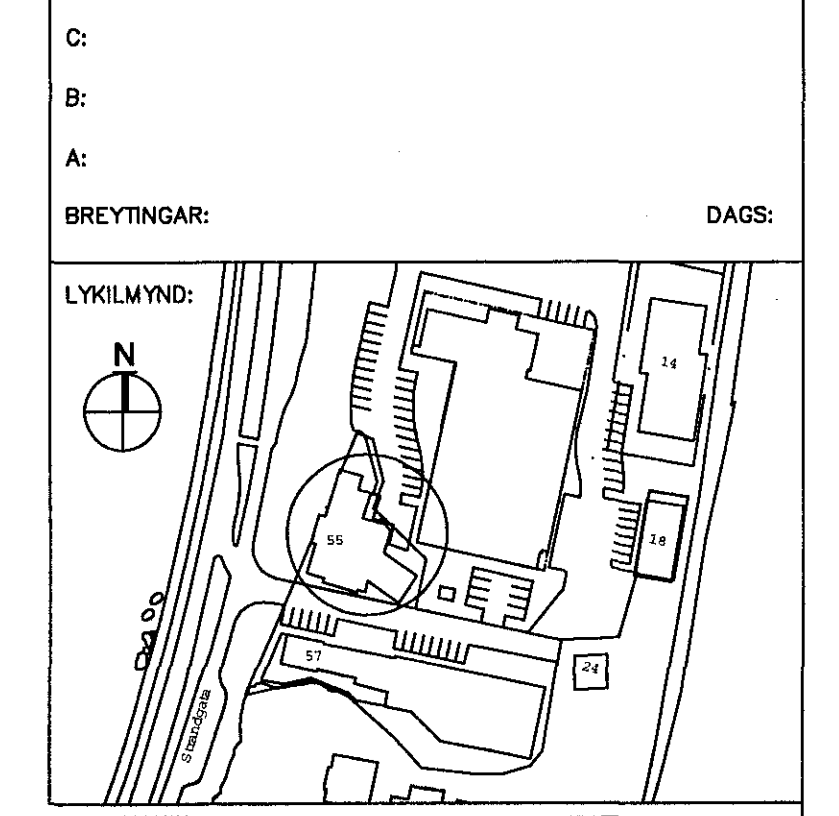 C:
B:
A:
BREYTINGAR: DAGS:
LYKILMYND:
N
14
55
18
57
24
Strandgata